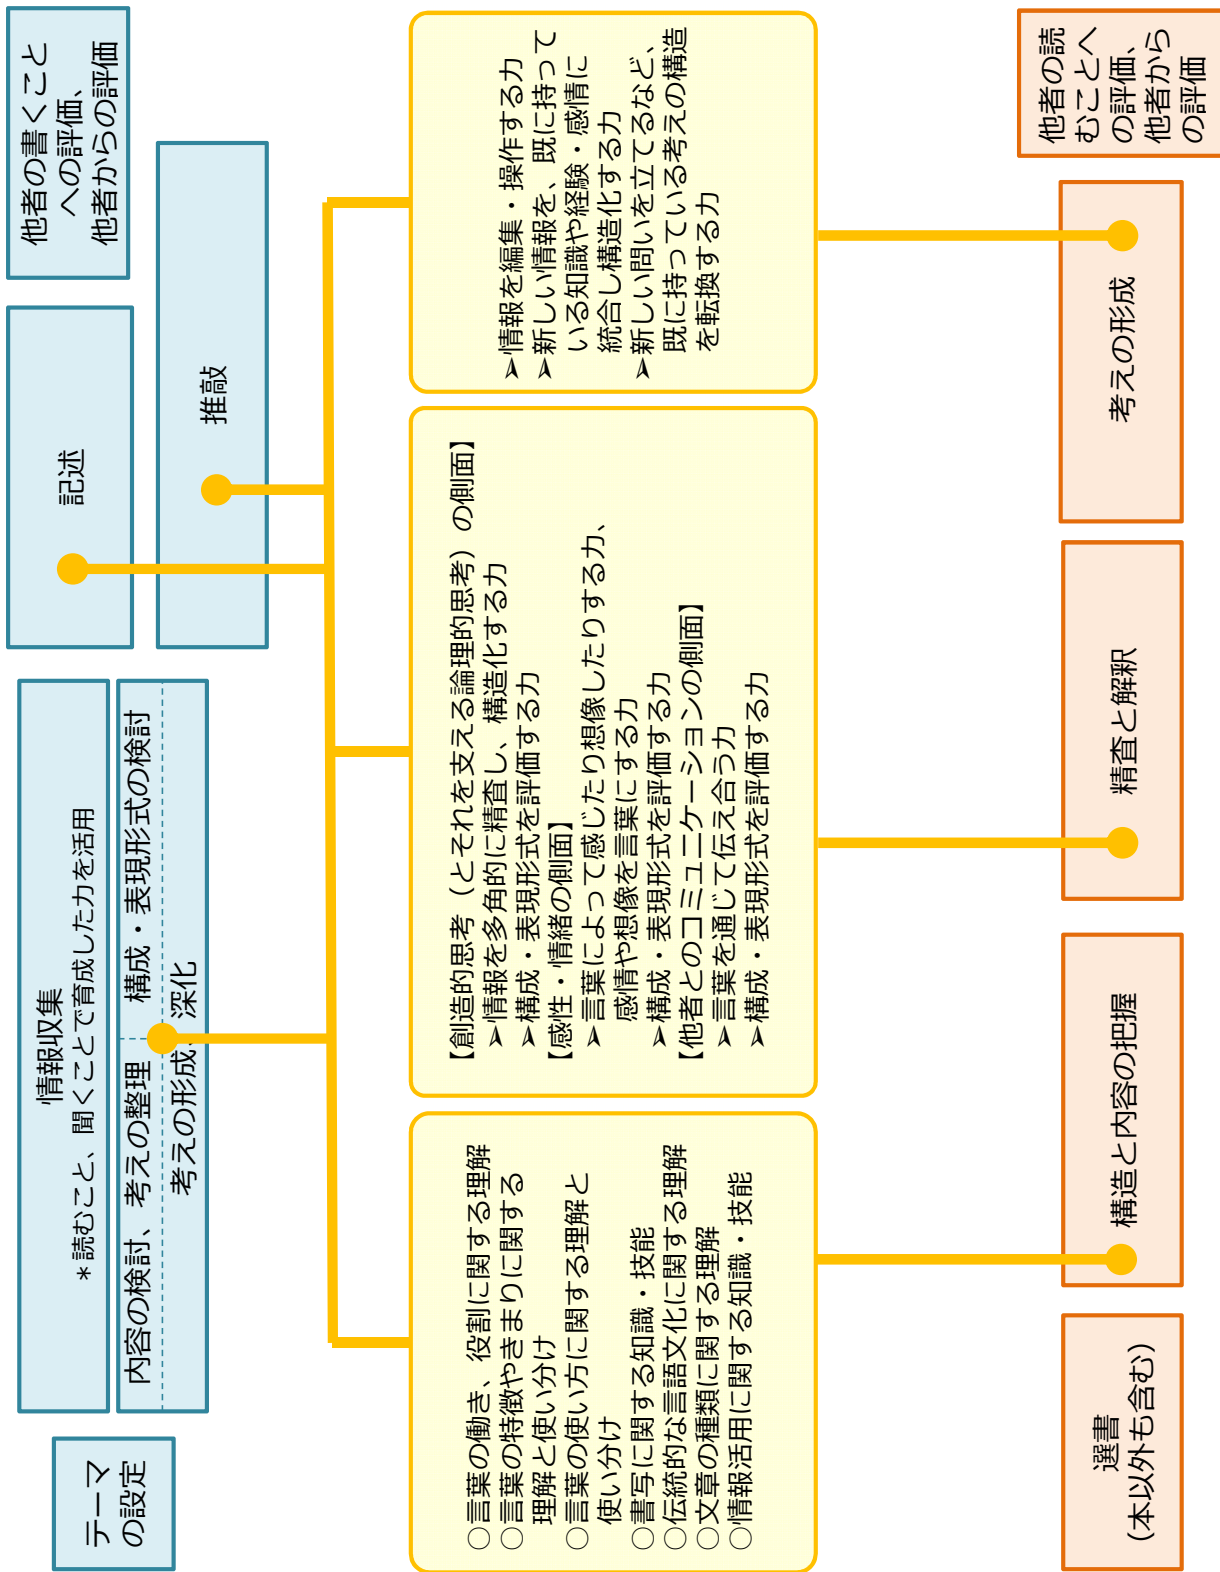 テーマ
の設定
情報収集
＊読むこと、聞くことで育成した力を活用
内容の検討、考えの整理
構成・表現形式の検討
考えの形成、深化
記述
推敲
他者の書くこと
への評価、
他者からの評価
○言葉の働き、役割に関する理解
○言葉の特徴やきまりに関する
理解と使い分け
○言葉の使い方に関する理解と
使い分け
○書写に関する知識・技能
○伝統的な言語文化に関する理解
○文章の種類に関する理解
○情報活用に関する知識・技能
【創造的思考（とそれを支える論理的思考）の側面】
➤情報を多角的に精査し、構造化する力
➤構成・表現形式を評価する力
【感性・情緒の側面】
➤言葉によって感じたり想像したりする力、
感情や想像を言葉にする力
➤構成・表現形式を評価する力
【他者とのコミュニケーションの側面】
➤言葉を通じて伝え合う力
➤構成・表現形式を評価する力
➤情報を編集・操作する力
➤新しい情報を、既に持って
いる知識や経験・感情に
統合し構造化する力
➤新しい問いを立てるなど、
既に持っている考えの構造
を転換する力
選書
(本以外も含む)
構造と内容の把握
精査と解釈
考えの形成
他者の読
むことへ
の評価、
他者から
の評価